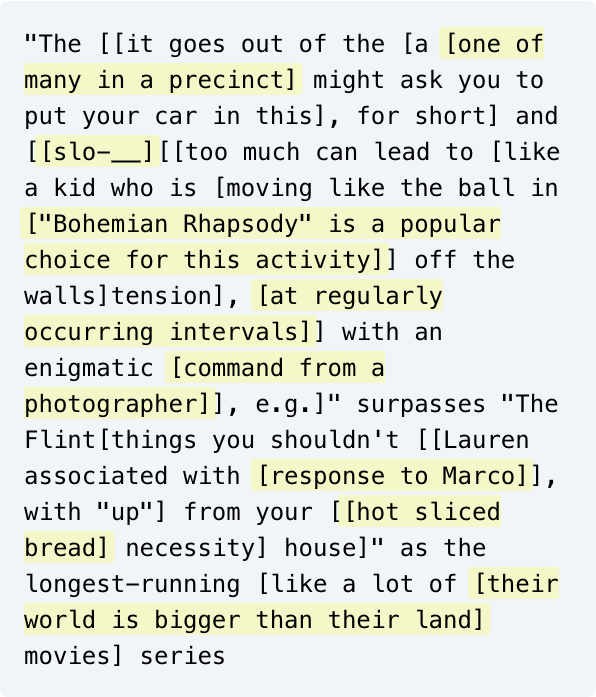 "The [[it goes out of the [a [one of
many in a precinct] might ask you to
put your car in this], for short] and
[[slo-__][[too much can lead to [like
a kid who is [moving like the ball in
["Bohemian Rhapsody" is a popular
choice for this activity]] off the
walls]tension], [at regularly
occurring intervals]] with an
enigmatic [command from a
photographer]], e.g.]" surpasses "The
Flint[things you shouldn't [[Lauren
associated with [response to Marco]],
with "up"] from your [[hot sliced
bread] necessity] house]" as the
longest-running [like a lot of [their
world is bigger than their land]
movies] series